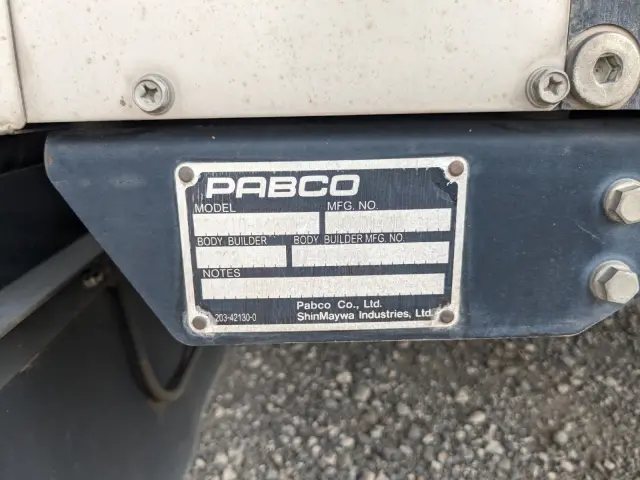 PABCO
MODEL MFG. NO.
BODY BUILDER BODY BUILDER MFG. NO.
NOTES
Pabco Co., Ltd.
203-42130-0 ShinMaywa Industries, Ltd.